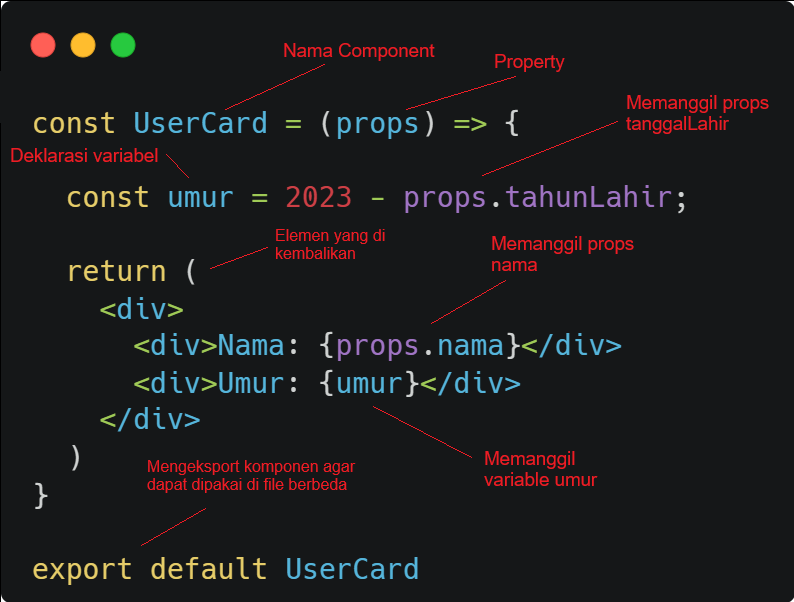 Nama Component
Property
Memanggil props
tanggalLahir
const UserCard = (props) => {
Deklarasi variabel
const umur = 2023 - props.tahunLahir;
Elemen yang di
kembalikan
Memanggil props
nama
return (
<div>
<div>Nama: {props.nama}</div>
<div>Umur: {umur}</div>
</div>
)
Memanggil
variable umur
Mengeksport komponen agar
dapat dipakai di file berbeda
}
export default UserCard